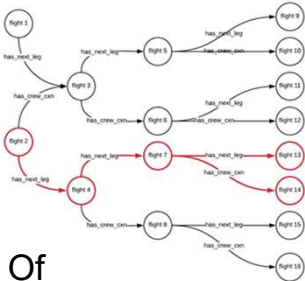 flight 1
flight 9
has_next_leg
has_next_leg
flight 5
has_crew_cxn
flight 10
has_next_leg
flight 3
has_crew_cxn
flight 11
has_next_leg
has_crew_cxn
flight 6
has_crew_cxn
flight 12
flight 2
has_next_leg
flight 7
has_next_leg
flight 13
has_next_leg
has_crew_cxn
flight 4
flight 14
has_crew_cxn
flight 8
has_next_leg
flight 15
has_crew_cxn
flight 16
Of